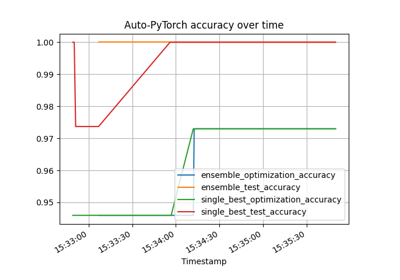 Auto-PyTorch accuracy over time
1.00
0.99
0.98
0.97
0.96
0.95
ensemble_optimization_accuracy
ensemble_test_accuracy
single_best_optimization_accuracy
single_best_test_accuracy
15:33:00
15:33:30
15:34:00
15:34:30
15:35:00
15:35:30
Timestamp